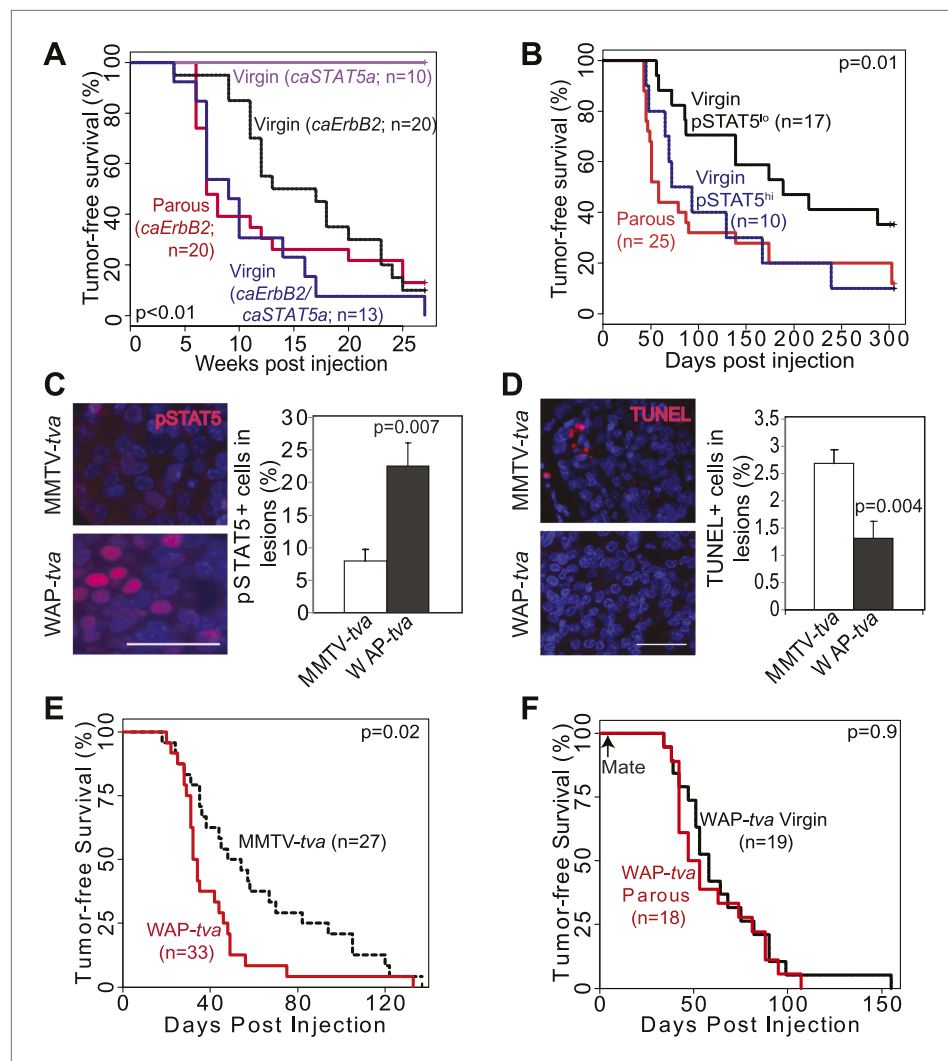 A
Tumor-free survival (%)
100
80
60
40
20
0
Virgin (caSTAT5a; n=10)
Virgin (caErbB2; n=20)
Parous
(caErbB2;
n=20)
Virgin
(caErbB2/
caSTAT5a; n=13)
p<0.01
0 5 10 15 20 25
Weeks post injection
B
Tumor-free survival (%)
100
80
60
40
20
0
p=0.01
Virgin
pSTAT5lo (n=17)
Virgin
pSTAT5hi
(n=10)
Parous
(n= 25)
0 50 100 150 200 250 300
Days post injection
C
MMTV-tva
pSTAT5
WAP-tva
pSTAT5+ cells in
lesions (%)
30
25
20
15
10
5
0
p=0.007
MMTV-tva
W AP-tva
D
MMTV-tva
TUNEL
WAP-tva
TUNEL+ cells in
lesions (%)
3.5
3
2.5
2
1.5
1
0.5
0
p=0.004
MMTV-tva
W AP-tva
E
Tumor-free Survival (%)
100
75
50
25
0
p=0.02
MMTV-tva (n=27)
WAP-tva
(n=33)
0 40 80 120
Days Post Injection
F
Tumor-free Survival (%)
100
75
50
25
0
p=0.9
Mate
WAP-tva Virgin
(n=19)
WAP-tva
Parous
(n=18)
0 50 100 150
Days Post Injection